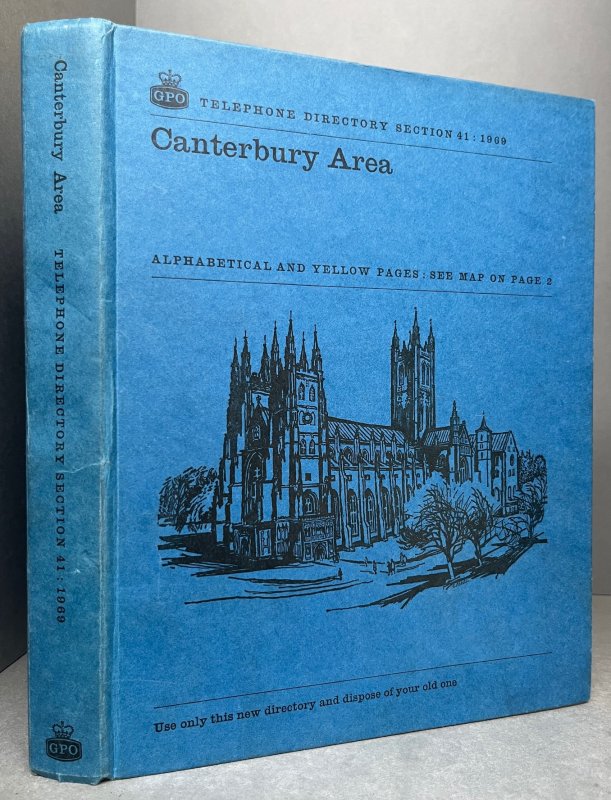 GPO
TELEPHONE DIRECTORY SECTION 41 : 1969
Canterbury Area
ALPHABETICAL AND YELLOW PAGES : SEE MAP ON PAGE 2
Use only this new directory and dispose of your old one
Canterbury Area TELEPHONE DIRECTORY SECTION 41 : 1969
GPO